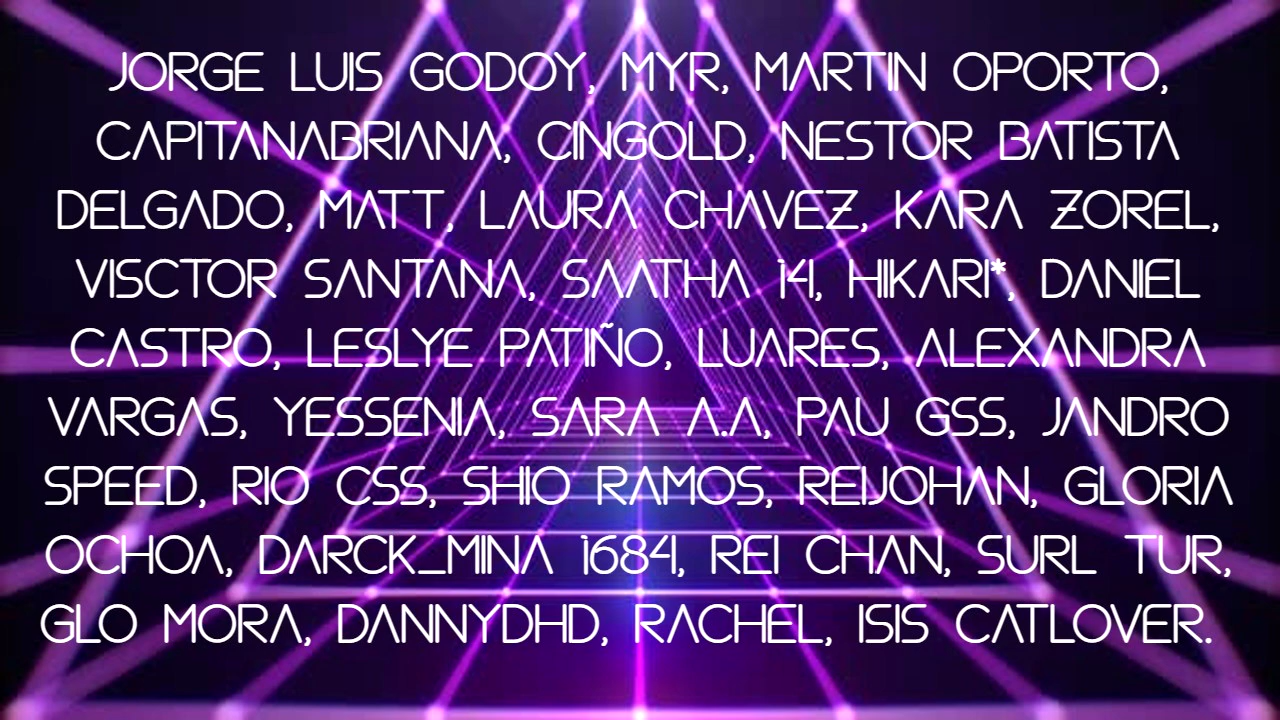 JORGE LUIS GODOY, MYR, MARTIN OPORTO,
CAPITANABRIANA, CINGOLD, NESTOR BATISTA
DELGADO, MATT, LAURA CHAVEZ, KARA ZOREL,
VISCTOR SANTANA, SAATHA 141, HIKARI*, DANIEL
CASTRO, LESLYE PATIÑO, LUARES, ALEXANDRA
VARGAS, YESSENIA, SARA A.A, PAU GSS, JANDRO
SPEED, RIO CSS, SHIO RAMOS, REIJOHAN, GLORIA
OCHOA, DARCK_MINA 1684, REI CHAN, SURL TUR,
GLO MORA, DANNYDHD, RACHEL, ISIS CATLOVER.